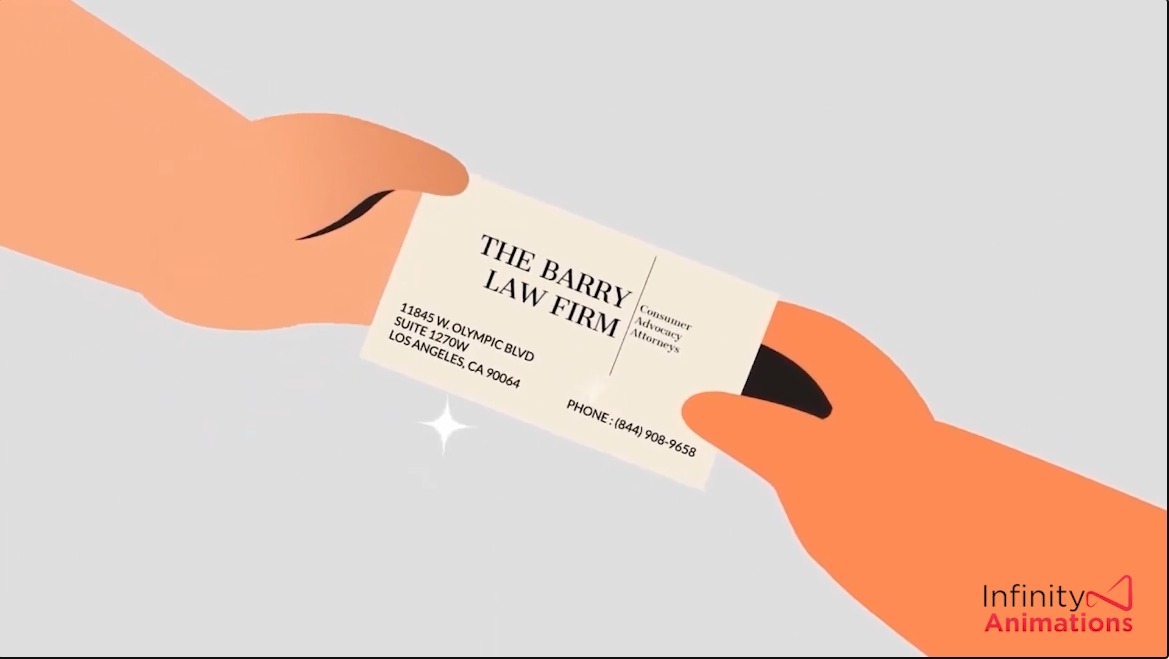 THE BARRY
LAW FIRM
Consumer
Advocacy
Attorneys
11845 W. OLYMPIC BLVD
SUITE 1270W
LOS ANGELES, CA 90064
PHONE : (844) 908-9658
Infinity
Animations